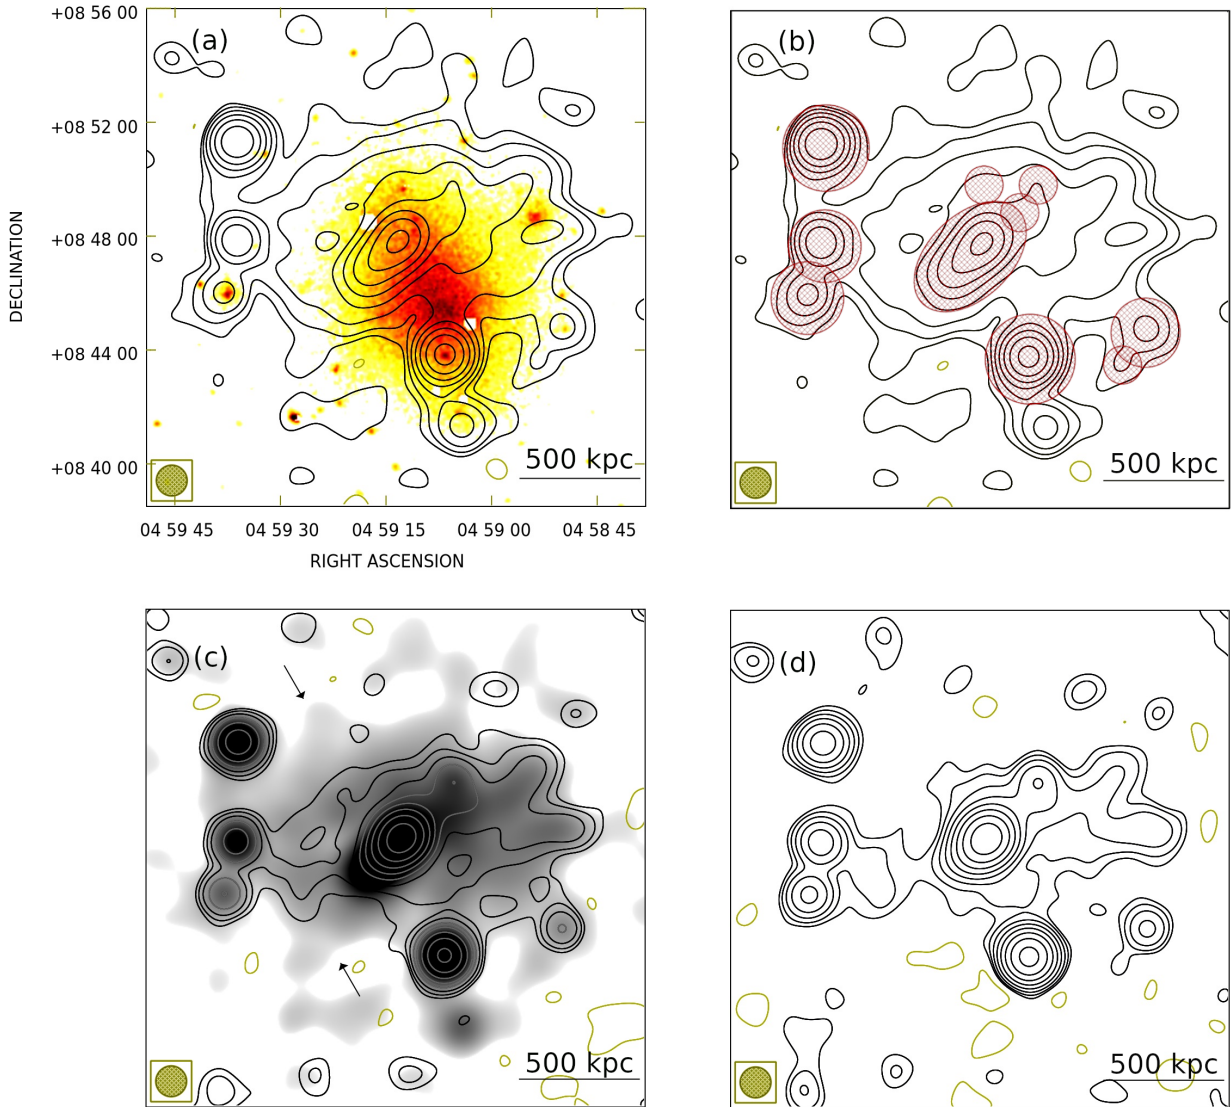 +08 56 00
(a)
(b)
+08 52 00
+08 48 00
DECLINATION
+08 44 00
+08 40 00
500 kpc
500 kpc
04 59 45
04 59 30
04 59 15
04 59 00
04 58 45
RIGHT ASCENSION
(c)
(d)
500 kpc
500 kpc